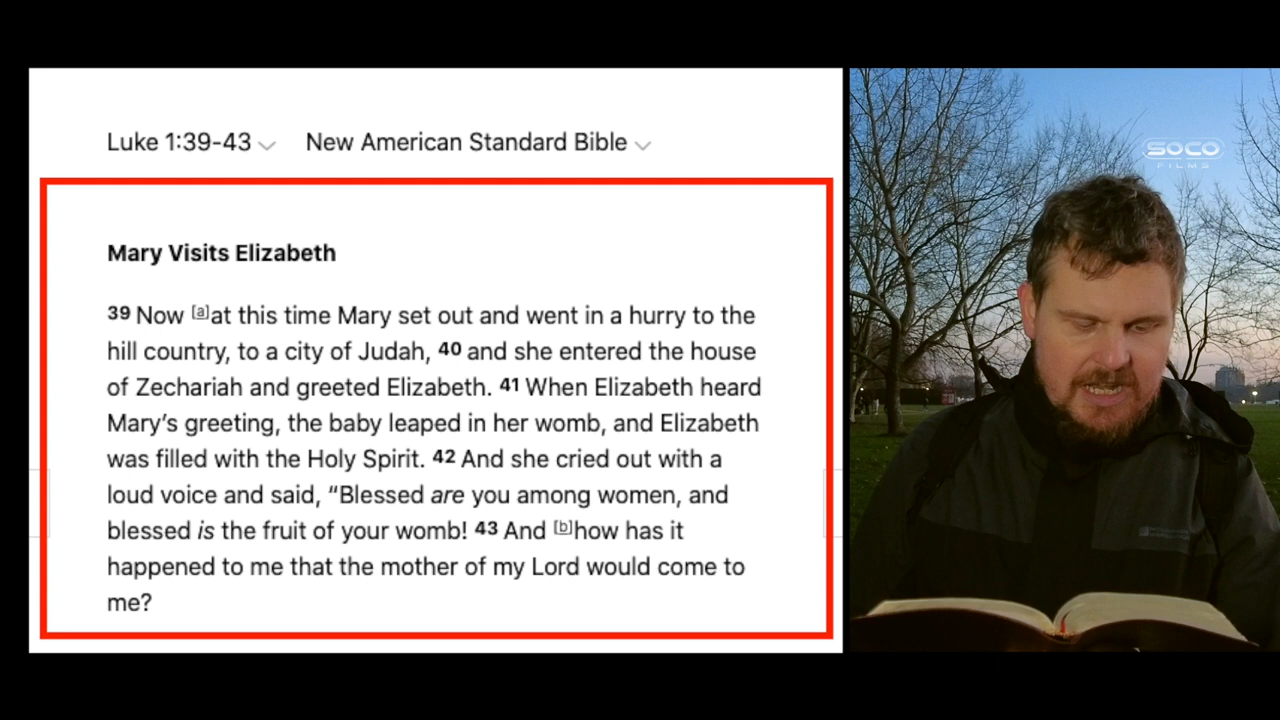 Luke 1:39-43 New American Standard Bible
Mary Visits Elizabeth
39 Now [a]at this time Mary set out and went in a hurry to the
hill country, to a city of Judah, 40 and she entered the house
of Zechariah and greeted Elizabeth. 41 When Elizabeth heard
Mary’s greeting, the baby leaped in her womb, and Elizabeth
was filled with the Holy Spirit. 42 And she cried out with a
loud voice and said, “Blessed are you among women, and
blessed is the fruit of your womb! 43 And [b]how has it
happened to me that the mother of my Lord would come to
me?
SOCO
FILMS